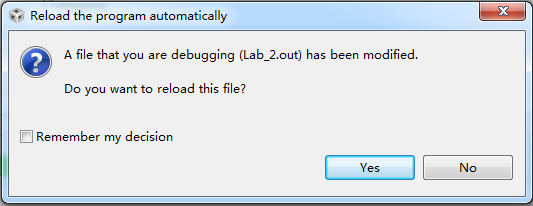 Reload the program automatically
A file that you are debugging (Lab_2.out) has been modified.
Do you want to reload this file?
Remember my decision
Yes
No